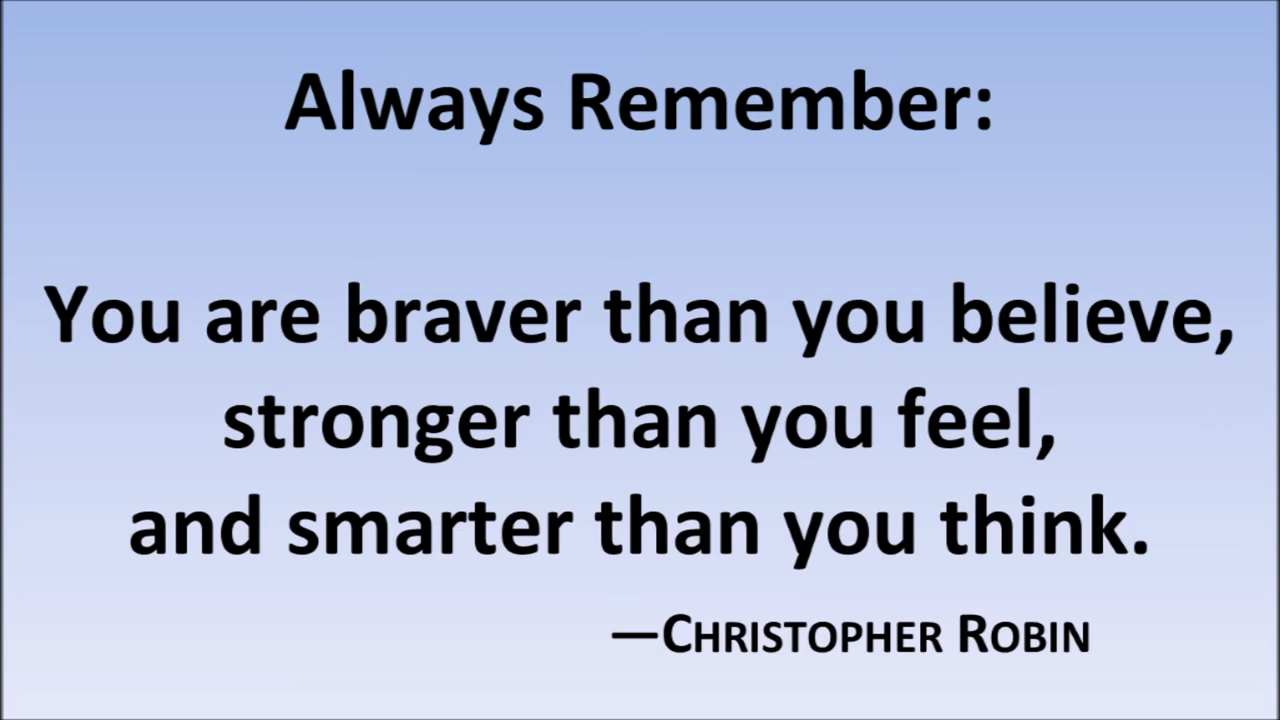 Always Remember:
You are braver than you believe,
stronger than you feel,
and smarter than you think.
—CHRISTOPHER ROBIN